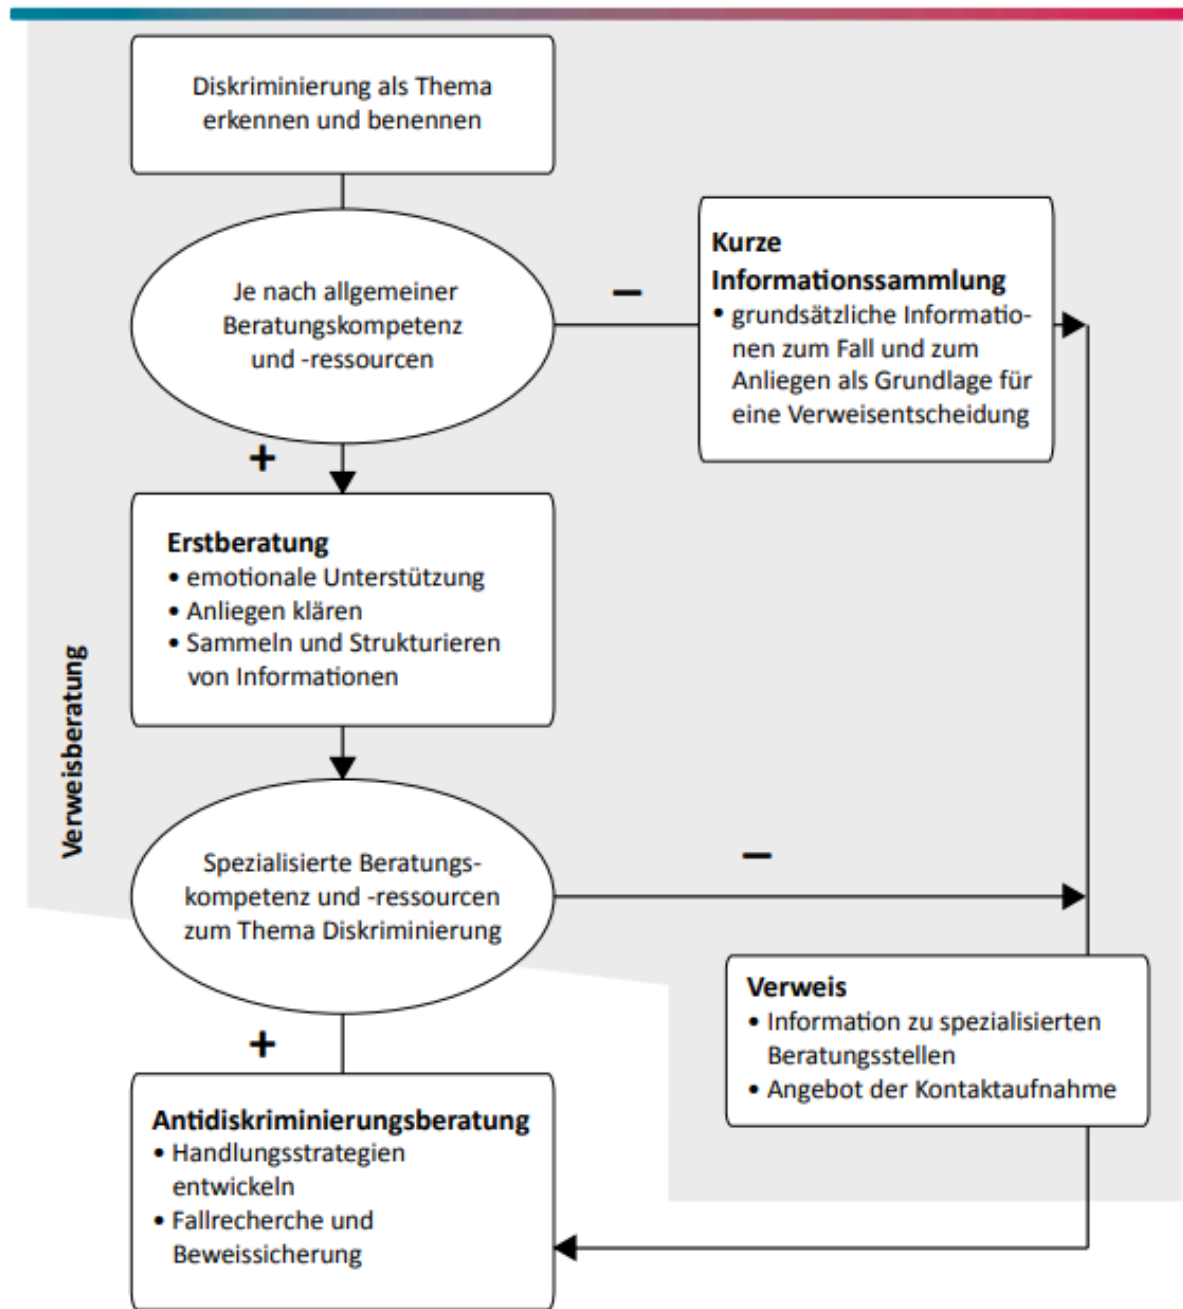 Diskriminierung als Thema
erkennen und benennen
Je nach allgemeiner
Beratungskompetenz
und -ressourcen
−
Kurze
Informationssammlung
• grundsätzliche Informatio-
nen zum Fall und zum
Anliegen als Grundlage für
eine Verweisentscheidung
+
Erstberatung
• emotionale Unterstützung
• Anliegen klären
• Sammeln und Strukturieren
von Informationen
Verweisberatung
Spezialisierte Beratungs-
kompetenz und -ressourcen
zum Thema Diskriminierung
−
Verweis
• Information zu spezialisierten
Beratungsstellen
• Angebot der Kontaktaufnahme
+
Antidiskriminierungsberatung
• Handlungsstrategien
entwickeln
• Fallrecherche und
Beweissicherung